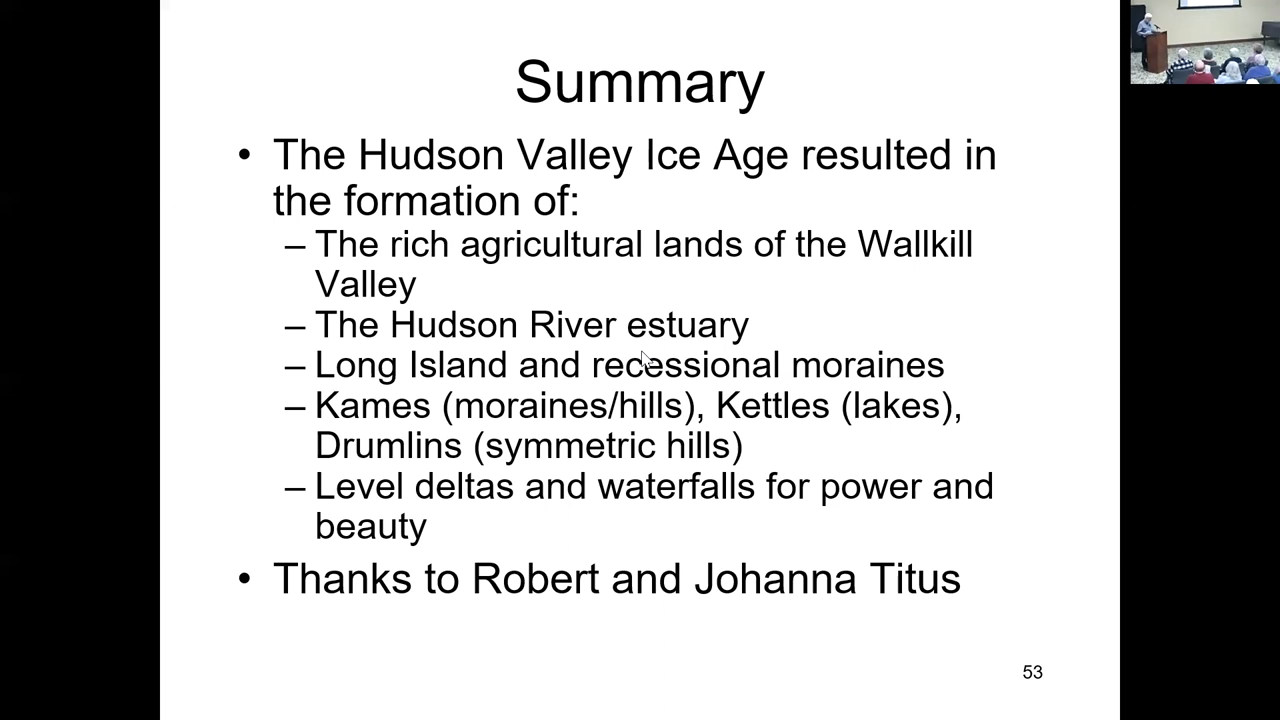 Summary
• The Hudson Valley Ice Age resulted in
the formation of:
– The rich agricultural lands of the Wallkill
Valley
– The Hudson River estuary
– Long Island and recessional moraines
– Kames (moraines/hills), Kettles (lakes),
Drumlins (symmetric hills)
– Level deltas and waterfalls for power and
beauty
• Thanks to Robert and Johanna Titus
53